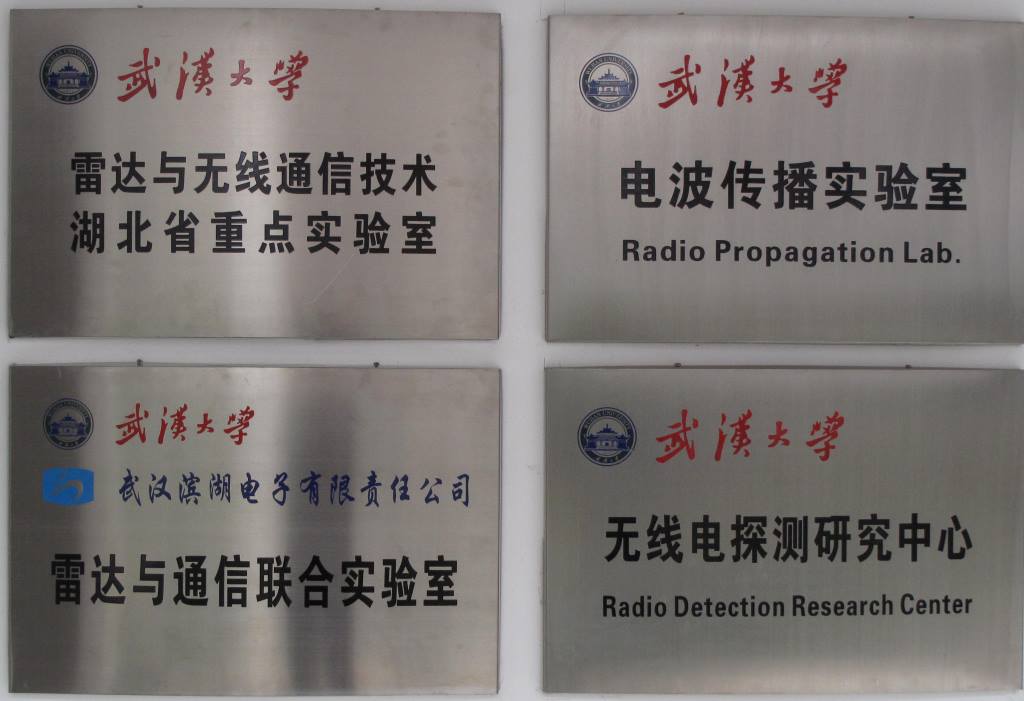 武漢大學
雷达与无线通信技术
湖北省重点实验室
武漢大學
电波传播实验室
Radio Propagation Lab.
武漢大學
武汉滨湖电子有限责任公司
雷达与通信联合实验室
武漢大學
无线电探测研究中心
Radio Detection Research Center